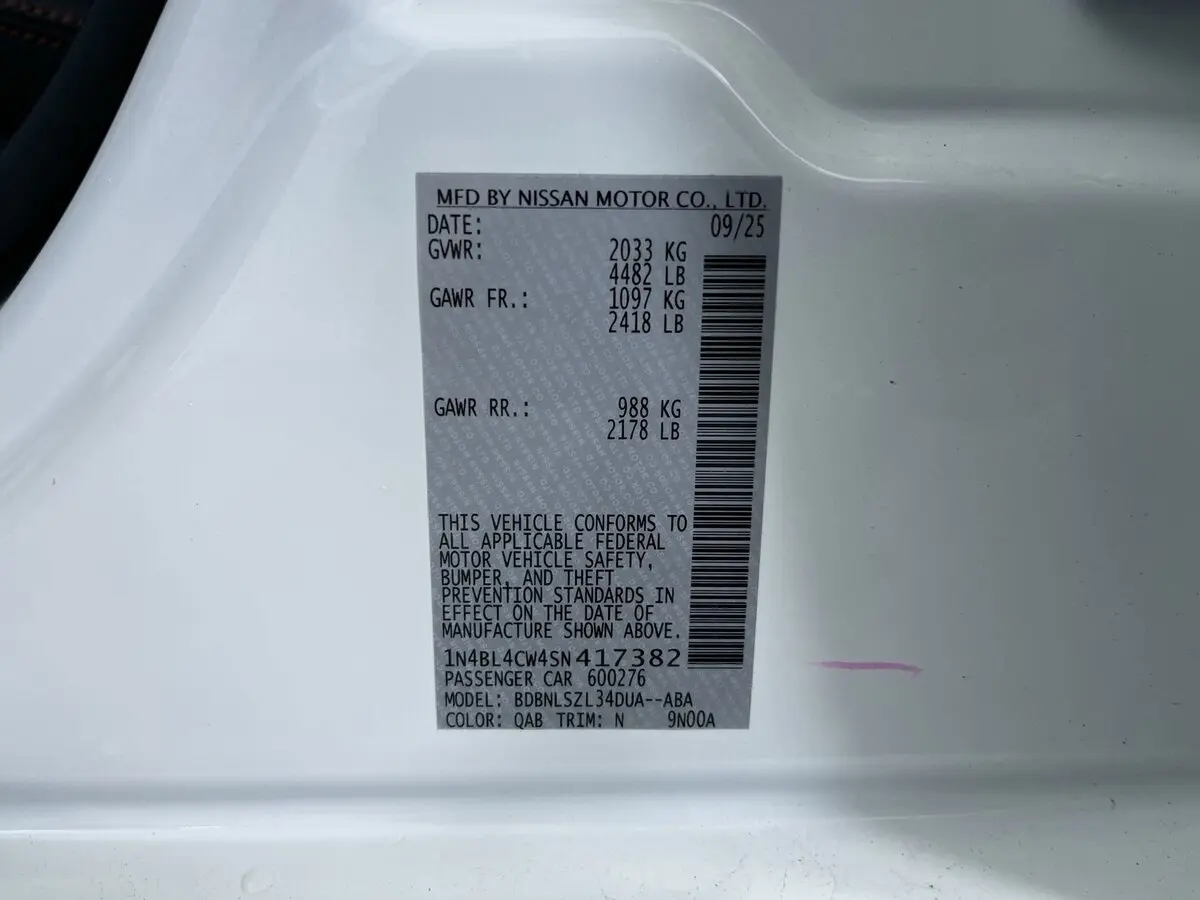 MFD BY NISSAN MOTOR CO., LTD.
DATE: 09/25
GVWR: 2033 KG
4482 LB
GAWR FR.: 1097 KG
2418 LB
GAWR RR.: 988 KG
2178 LB
THIS VEHICLE CONFORMS TO
ALL APPLICABLE FEDERAL
MOTOR VEHICLE SAFETY,
BUMPER, AND THEFT
PREVENTION STANDARDS IN
EFFECT ON THE DATE OF
MANUFACTURE SHOWN ABOVE.
1N4BL4CW4SN417382
PASSENGER CAR 600276
MODEL: BDBNLSZL34DUA--ABA
COLOR: QAB TRIM: N 9N00A